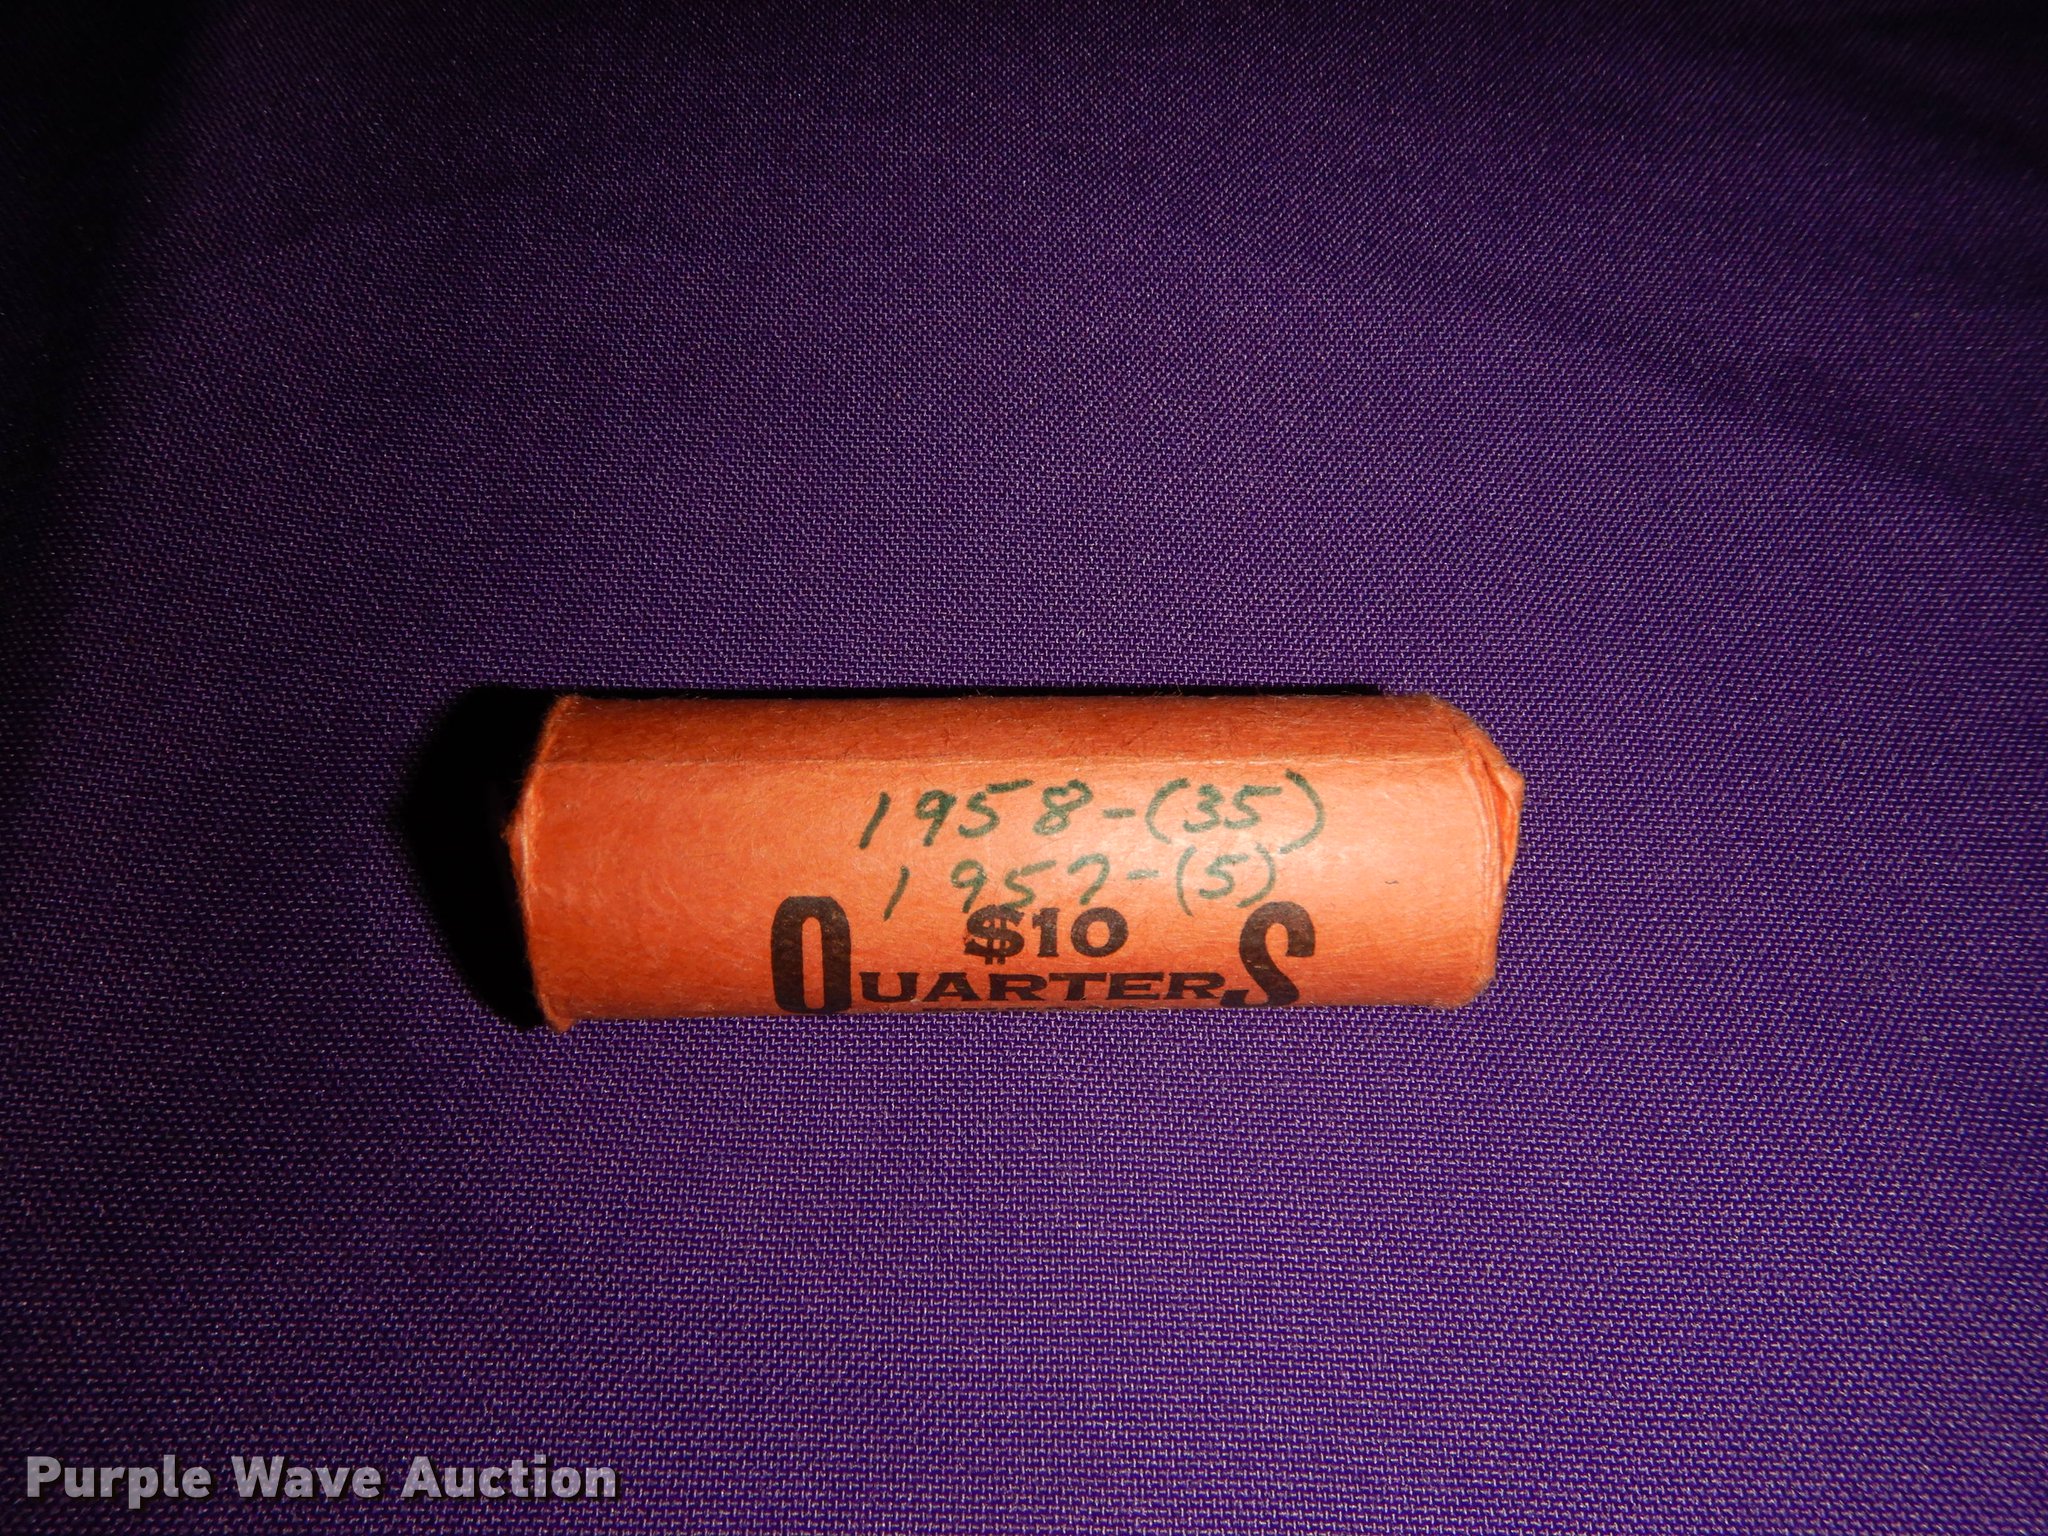 1958-(35)
1957-(5)
$10
QUARTERS
Purple Wave Auction